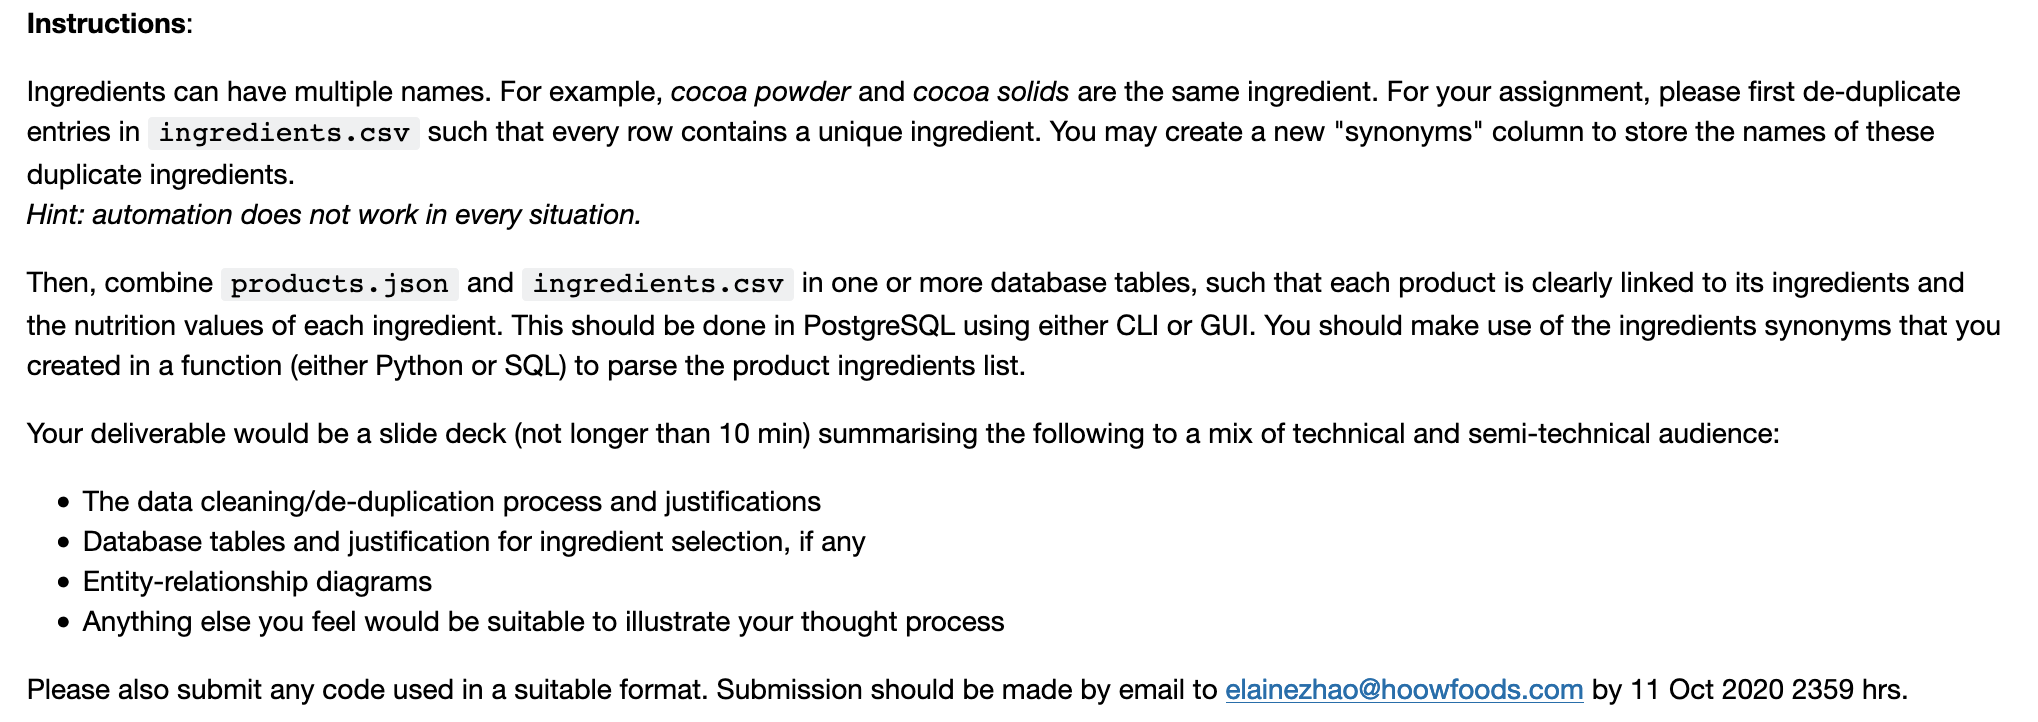 Instructions:
Ingredients can have multiple names. For example, cocoa powder and cocoa solids are the same ingredient. For your assignment, please first de-duplicate
entries in ingredients.csv such that every row contains a unique ingredient. You may create a new "synonyms" column to store the names of these
duplicate ingredients.
Hint: automation does not work in every situation.
Then, combine products.json and ingredients.csv in one or more database tables, such that each product is clearly linked to its ingredients and
the nutrition values of each ingredient. This should be done in PostgreSQL using either CLI or GUI. You should make use of the ingredients synonyms that you
created in a function (either Python or SQL) to parse the product ingredients list.
Your deliverable would be a slide deck (not longer than 10 min) summarising the following to a mix of technical and semi-technical audience:
• The data cleaning/de-duplication process and justifications
• Database tables and justification for ingredient selection, if any
• Entity-relationship diagrams
• Anything else you feel would be suitable to illustrate your thought process
Please also submit any code used in a suitable format. Submission should be made by email to elainezhao@hoowfoods.com by 11 Oct 2020 2359 hrs.